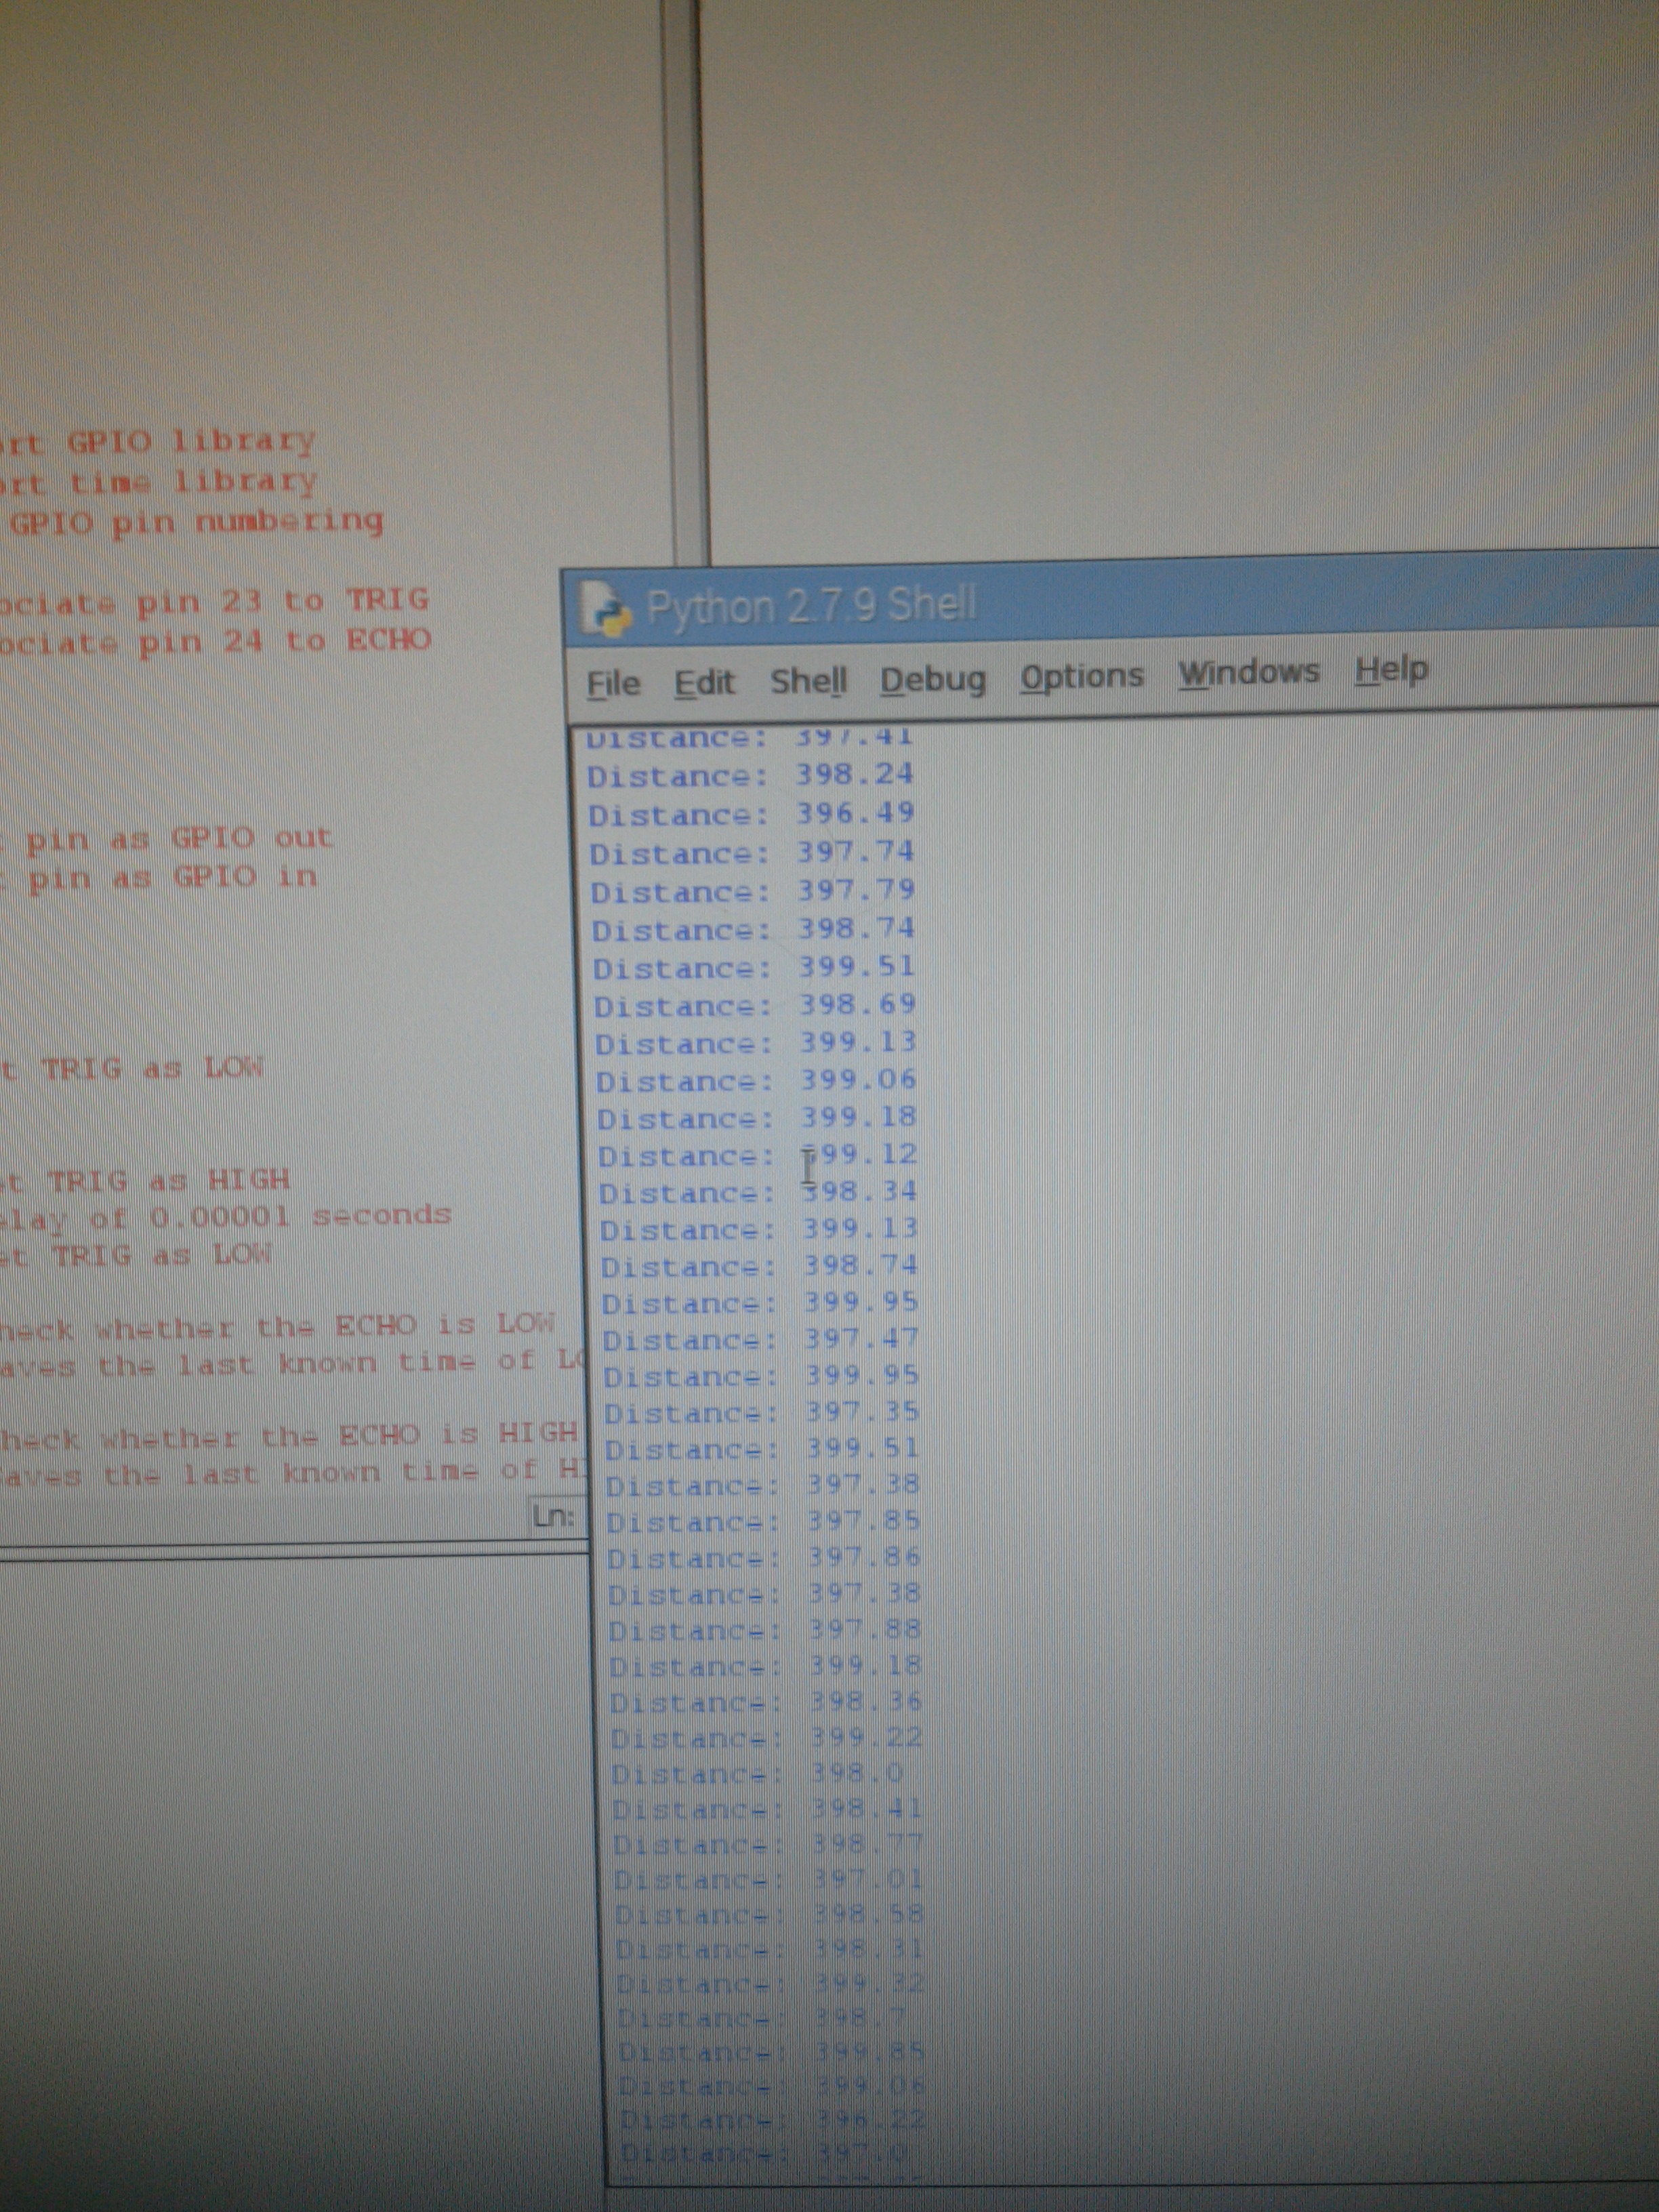 rt GPIO library
ort time library
GPIO pin numbering
ociate pin 23 to TRIG
ociate pin 24 to ECHO
pin as GPIO out
pin as GPIO in
t TRIG as LOW
et TRIG as HIGH
elay of 0.00001 seconds
et TRIG as LOW
heck whether the ECHO is LOW
aves the last known time of LO
heck whether the ECHO is HIGH
aves the last known time of HI
Ln:
Python 2.7.9 Shell
File Edit Shell Debug Options Windows Help
Distance: 397.41
Distance: 398.24
Distance: 396.49
Distance: 397.74
Distance: 397.79
Distance: 398.74
Distance: 399.51
Distance: 398.69
Distance: 399.13
Distance: 399.06
Distance: 399.18
Distance: 399.12
Distance: 398.34
Distance: 399.13
Distance: 398.74
Distance: 399.95
Distance: 397.47
Distance: 399.95
Distance: 397.35
Distance: 399.51
Distance: 397.38
Distance: 397.85
Distance: 397.86
Distance: 397.38
Distance: 397.88
Distance: 399.18
Distance: 398.36
Distance: 399.22
Distance: 398.0
Distance: 398.41
Distance: 398.77
Distance: 397.01
Distance: 398.58
Distance: 398.31
Distance: 399.32
Distance: 398.7
Distance: 399.85
Distance: 399.06
Distance: 396.22
Distance: 397.0